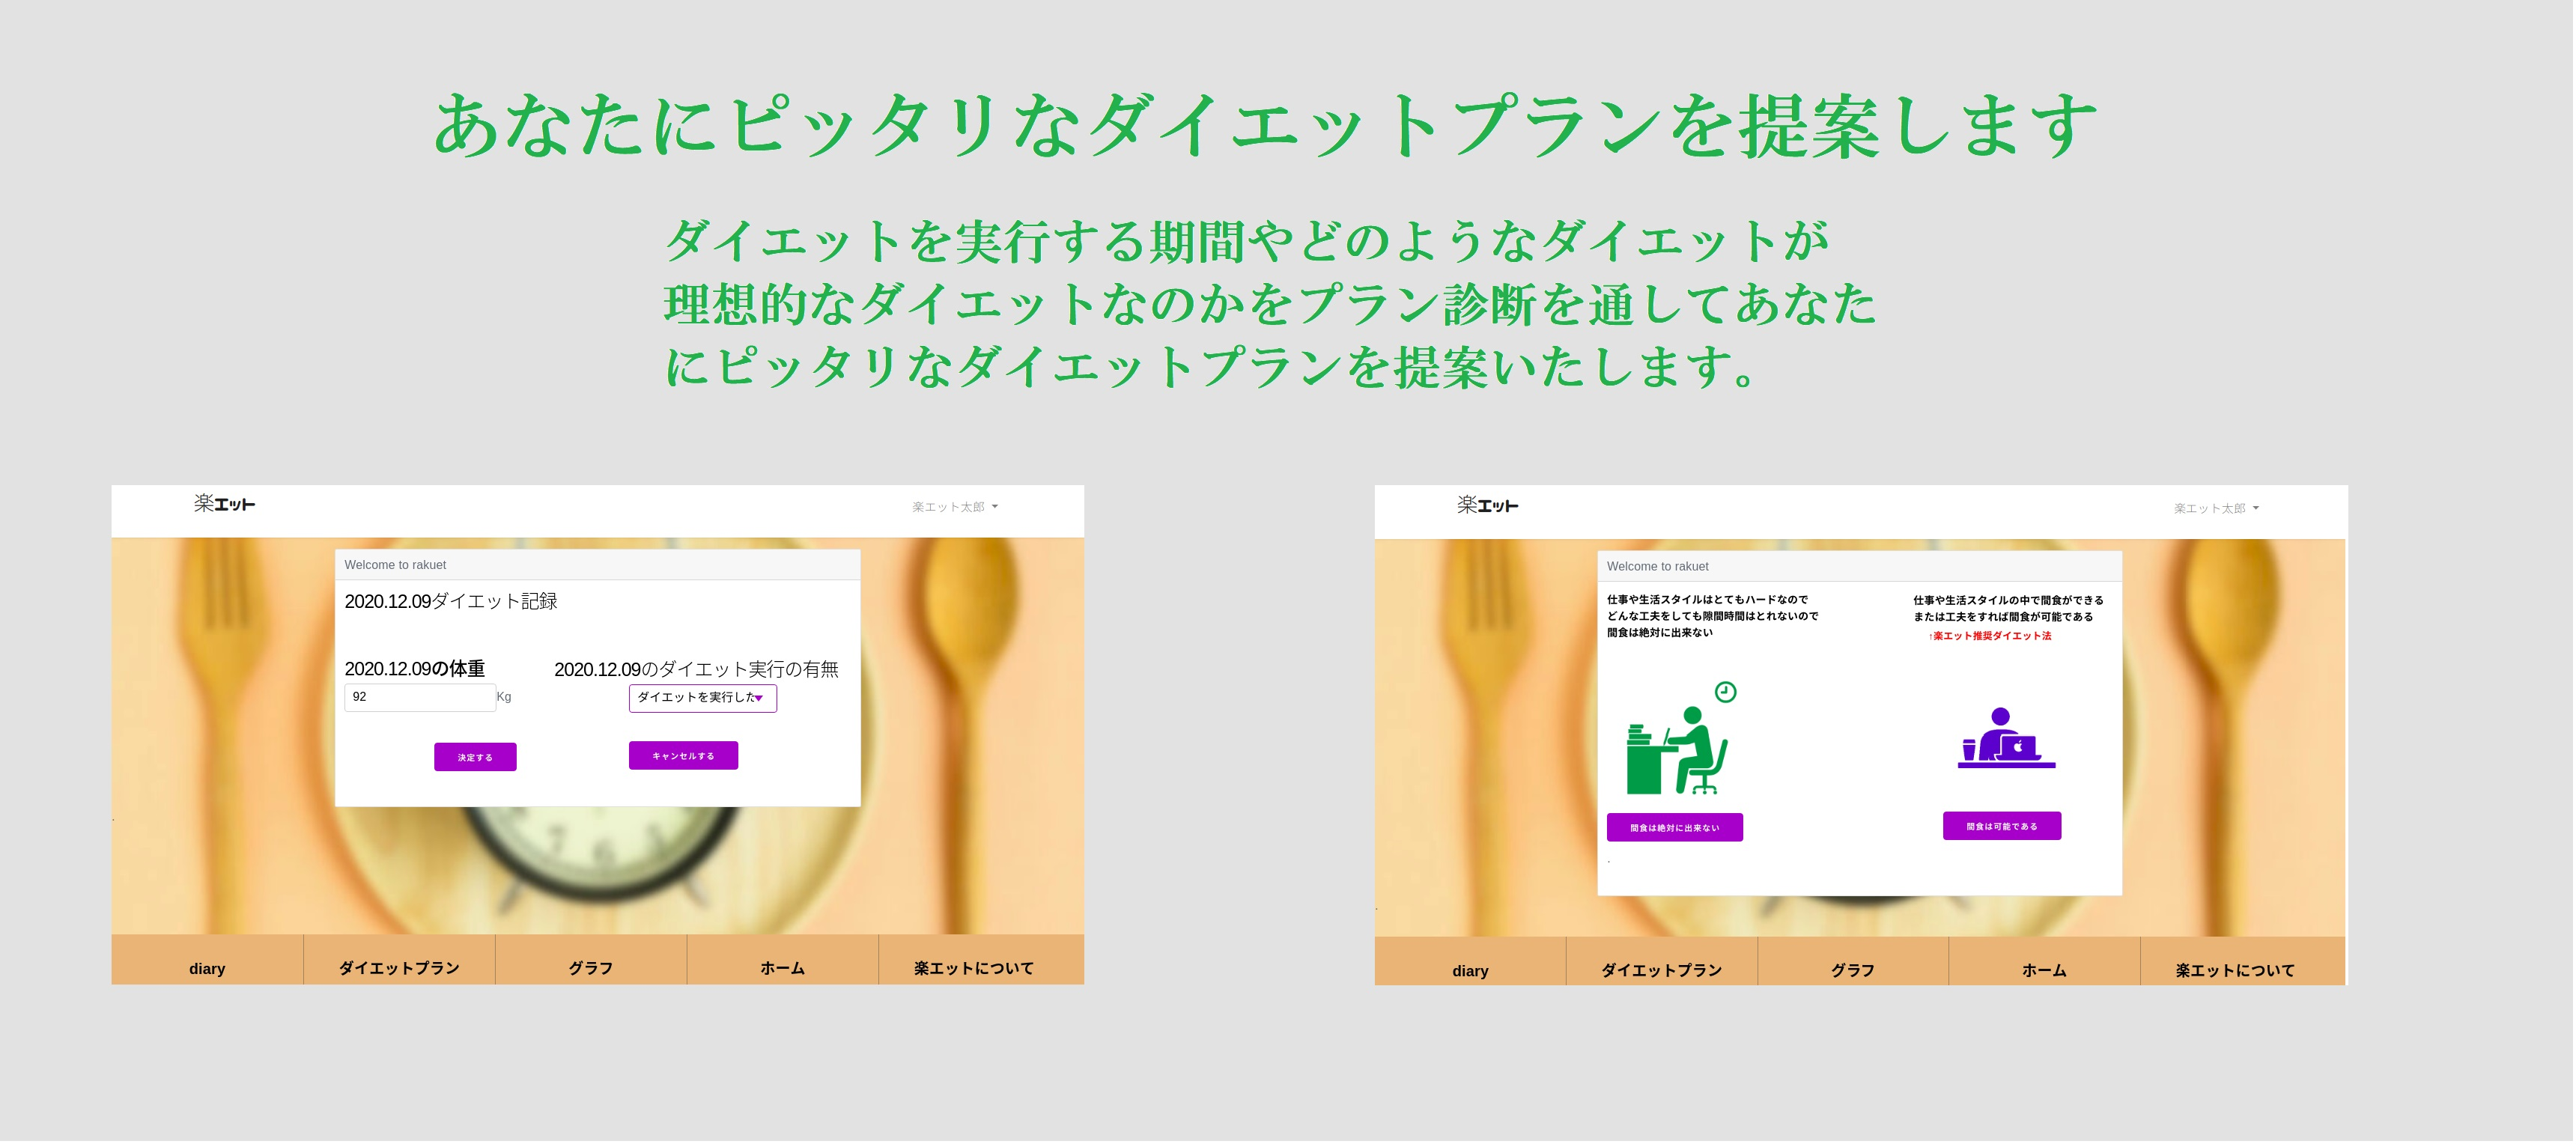 あなたにピッタリなダイエットプランを提案します
ダイエットを実行する期間やどのようなダイエットが
理想的なダイエットなのかをプラン診断を通してあなた
にピッタリなダイエットプランを提案いたします。
楽エット
楽エット太郎
Welcome to rakuet
2020.12.09ダイエット記録
2020.12.09の体重
2020.12.09のダイエット実行の有無
92
Kg
ダイエットを実行した
決定する
キャンセルする
7
6
5
diary
ダイエットプラン
グラフ
ホーム
楽エットについて
楽エット
楽エット太郎
Welcome to rakuet
仕事や生活スタイルはとてもハードなので
どんな工夫をしても隙間時間はとれないので
間食は絶対に出来ない
仕事や生活スタイルの中で間食ができる
または工夫をすれば間食が可能である
↑楽エット推奨ダイエット法
間食は絶対に出来ない
間食は可能である
diary
ダイエットプラン
グラフ
ホーム
楽エットについて